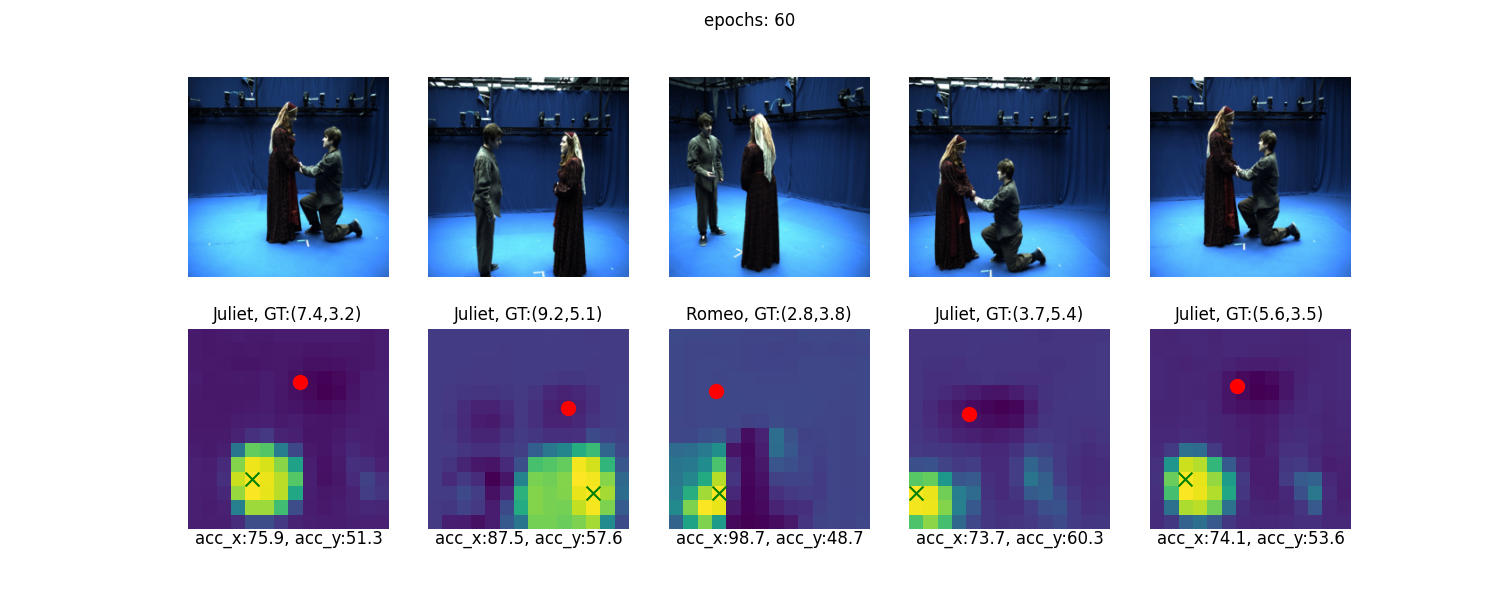 epochs: 60
Juliet, GT:(7.4,3.2)
Juliet, GT:(9.2,5.1)
Romeo, GT:(2.8,3.8)
Juliet, GT:(3.7,5.4)
Juliet, GT:(5.6,3.5)
acc_x:75.9, acc_y:51.3
acc_x:87.5, acc_y:57.6
acc_x:98.7, acc_y:48.7
acc_x:73.7, acc_y:60.3
acc_x:74.1, acc_y:53.6